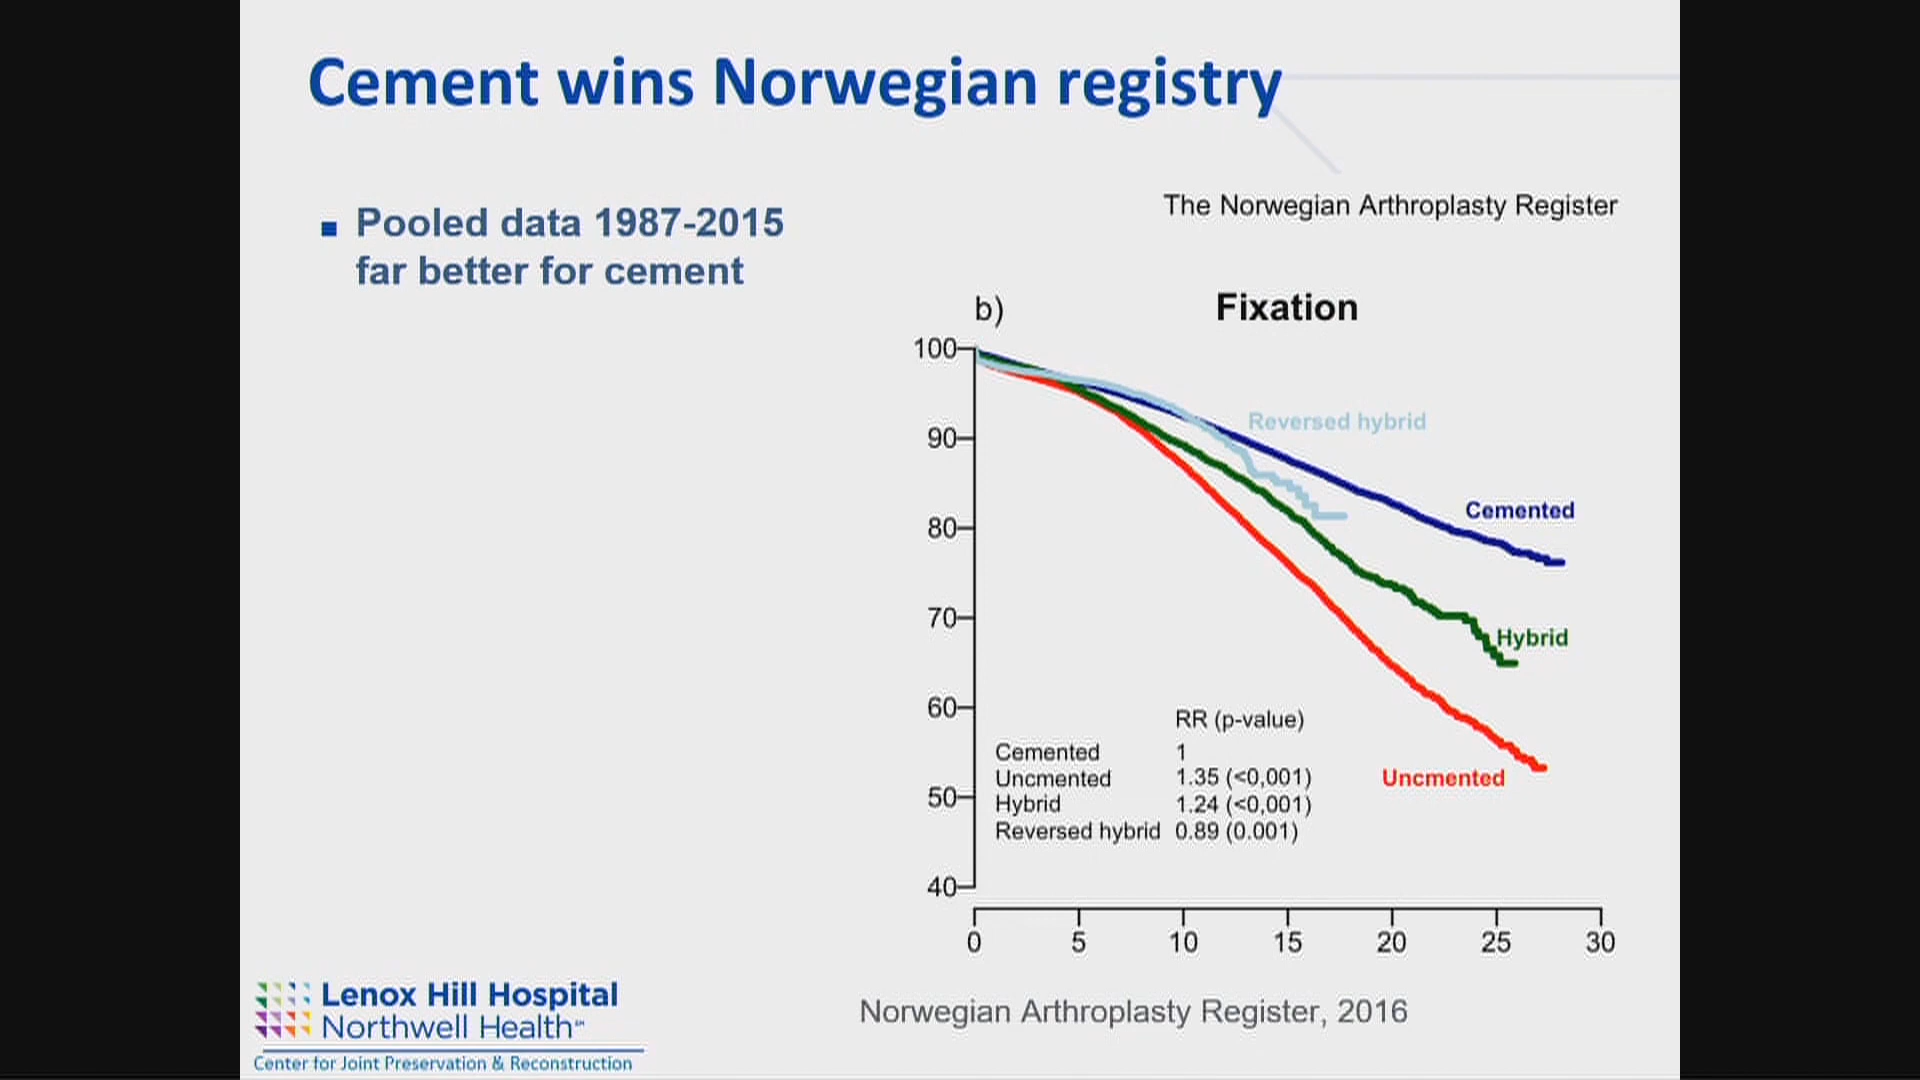 Cement wins Norwegian registry
■ Pooled data 1987-2015
far better for cement
The Norwegian Arthroplasty Register
b) Fixation
100
90
80
70
60
50
40
Reversed hybrid
Cemented
Hybrid
Uncmented
RR (p-value)
Cemented 1
Uncmented 1.35 (<0,001)
Hybrid 1.24 (<0,001)
Reversed hybrid 0.89 (0.001)
0 5 10 15 20 25 30
Norwegian Arthroplasty Register, 2016
Lenox Hill Hospital
Northwell Health℠
Center for Joint Preservation & Reconstruction